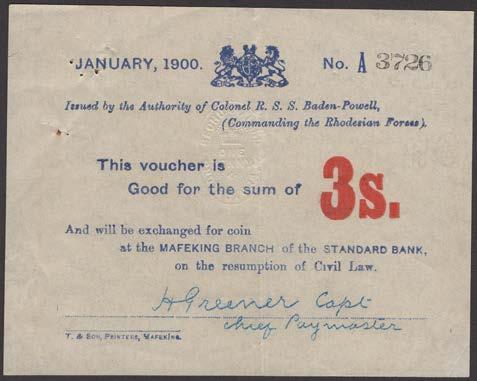 JANUARY, 1900. No. A 3726
Issued by the Authority of Colonel R. S. S. Baden-Powell,
(Commanding the Rhodesian Forces).
This voucher is
Good for the sum of 3s.
And will be exchanged for coin
at the MAFEKING BRANCH of the STANDARD BANK,
on the resumption of Civil Law.
H Greener Capt
Chief Paymaster
T. & SON, PRINTERS, MAFEKING.